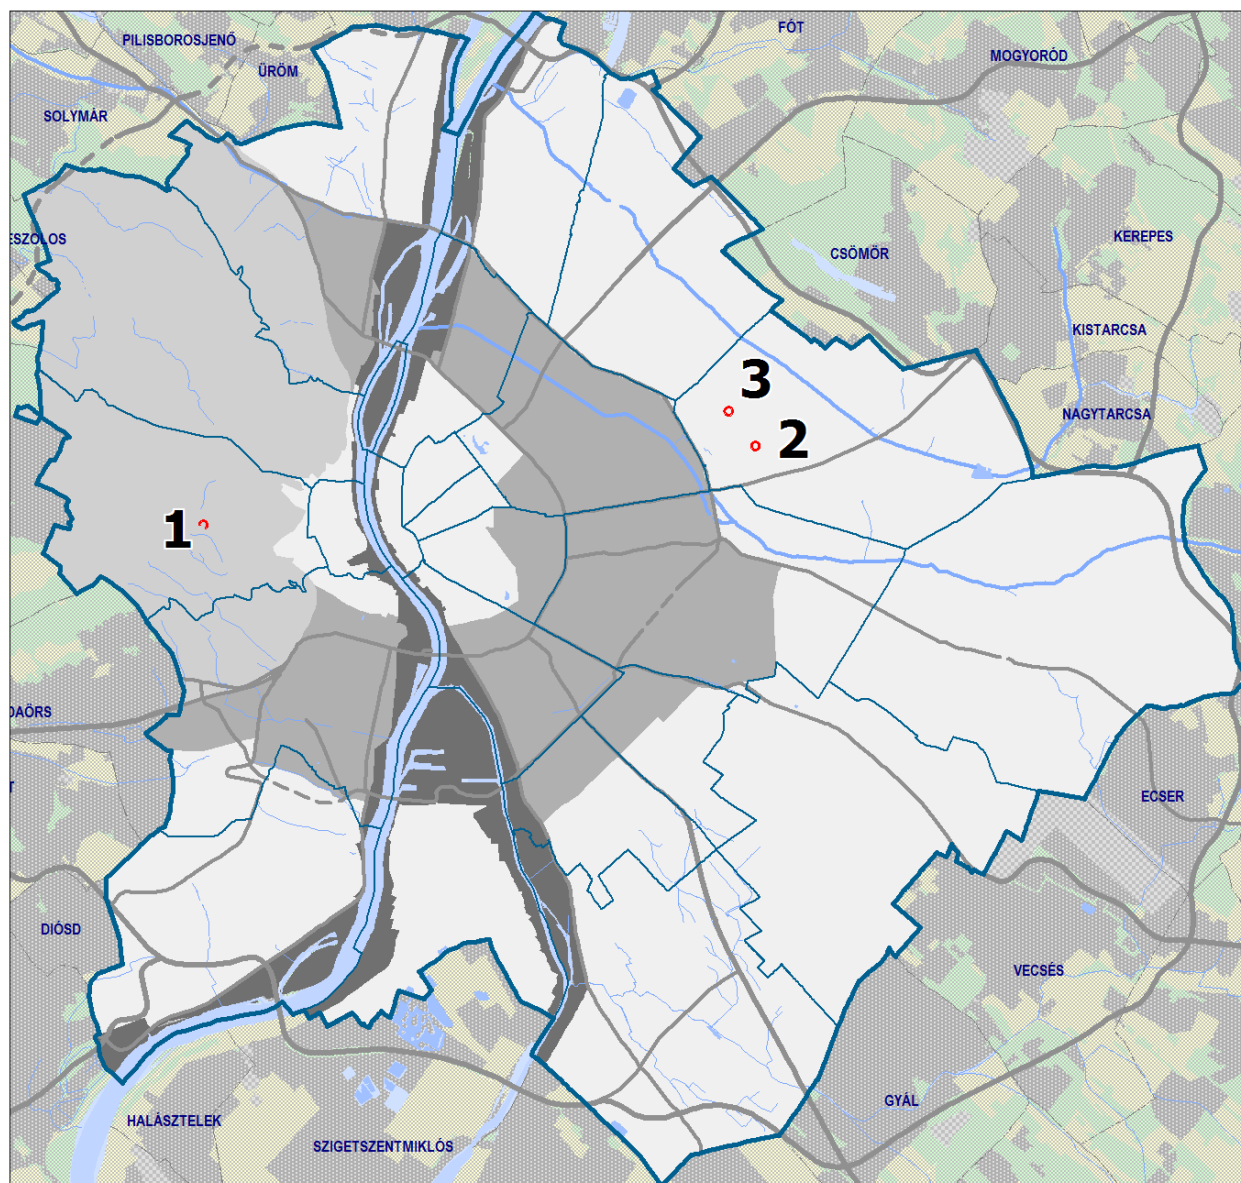 FÓT
PILISBOROSJENŐ
MOGYORÓD
ÜRÖM
SOLYMÁR
KEREPES
ESZŐLŐS
CSÖMÖR
KISTARCSA
3
NAGYTARCSA
2
1
DAÖRS
T
ECSER
DIÓSD
VECSÉS
GYÁL
HALÁSZTELEK
SZIGETSZENTMIKLÓS